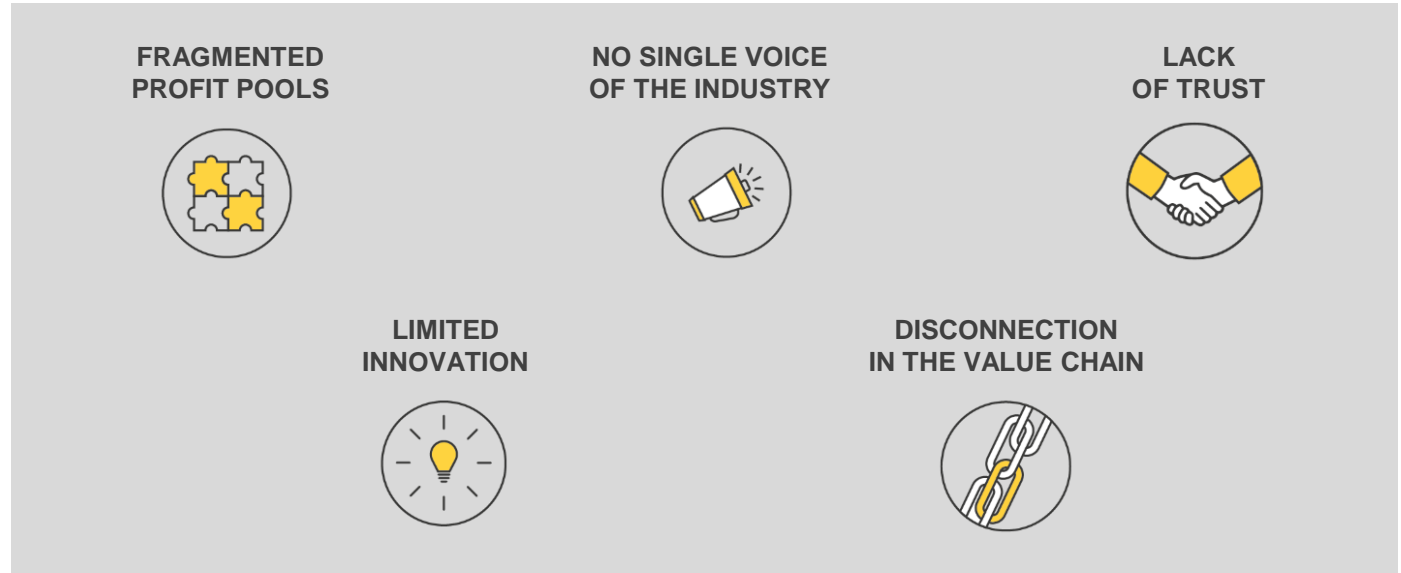 FRAGMENTED
PROFIT POOLS
NO SINGLE VOICE
OF THE INDUSTRY
LACK
OF TRUST
LIMITED
INNOVATION
DISCONNECTION
IN THE VALUE CHAIN